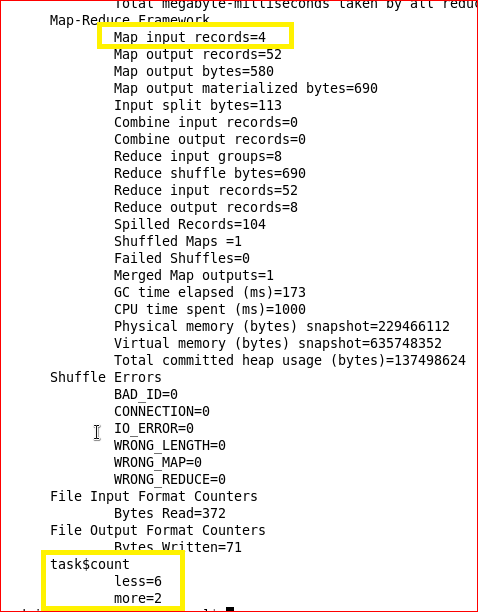 Total megabyte-milliseconds taken by all reduc
Map-Reduce Framework
Map input records=4
Map output records=52
Map output bytes=580
Map output materialized bytes=690
Input split bytes=113
Combine input records=0
Combine output records=0
Reduce input groups=8
Reduce shuffle bytes=690
Reduce input records=52
Reduce output records=8
Spilled Records=104
Shuffled Maps =1
Failed Shuffles=0
Merged Map outputs=1
GC time elapsed (ms)=173
CPU time spent (ms)=1000
Physical memory (bytes) snapshot=229466112
Virtual memory (bytes) snapshot=635748352
Total committed heap usage (bytes)=137498624
Shuffle Errors
BAD_ID=0
CONNECTION=0
IO_ERROR=0
WRONG_LENGTH=0
WRONG_MAP=0
WRONG_REDUCE=0
File Input Format Counters
Bytes Read=372
File Output Format Counters
Bytes Written=71
task$count
less=6
more=2